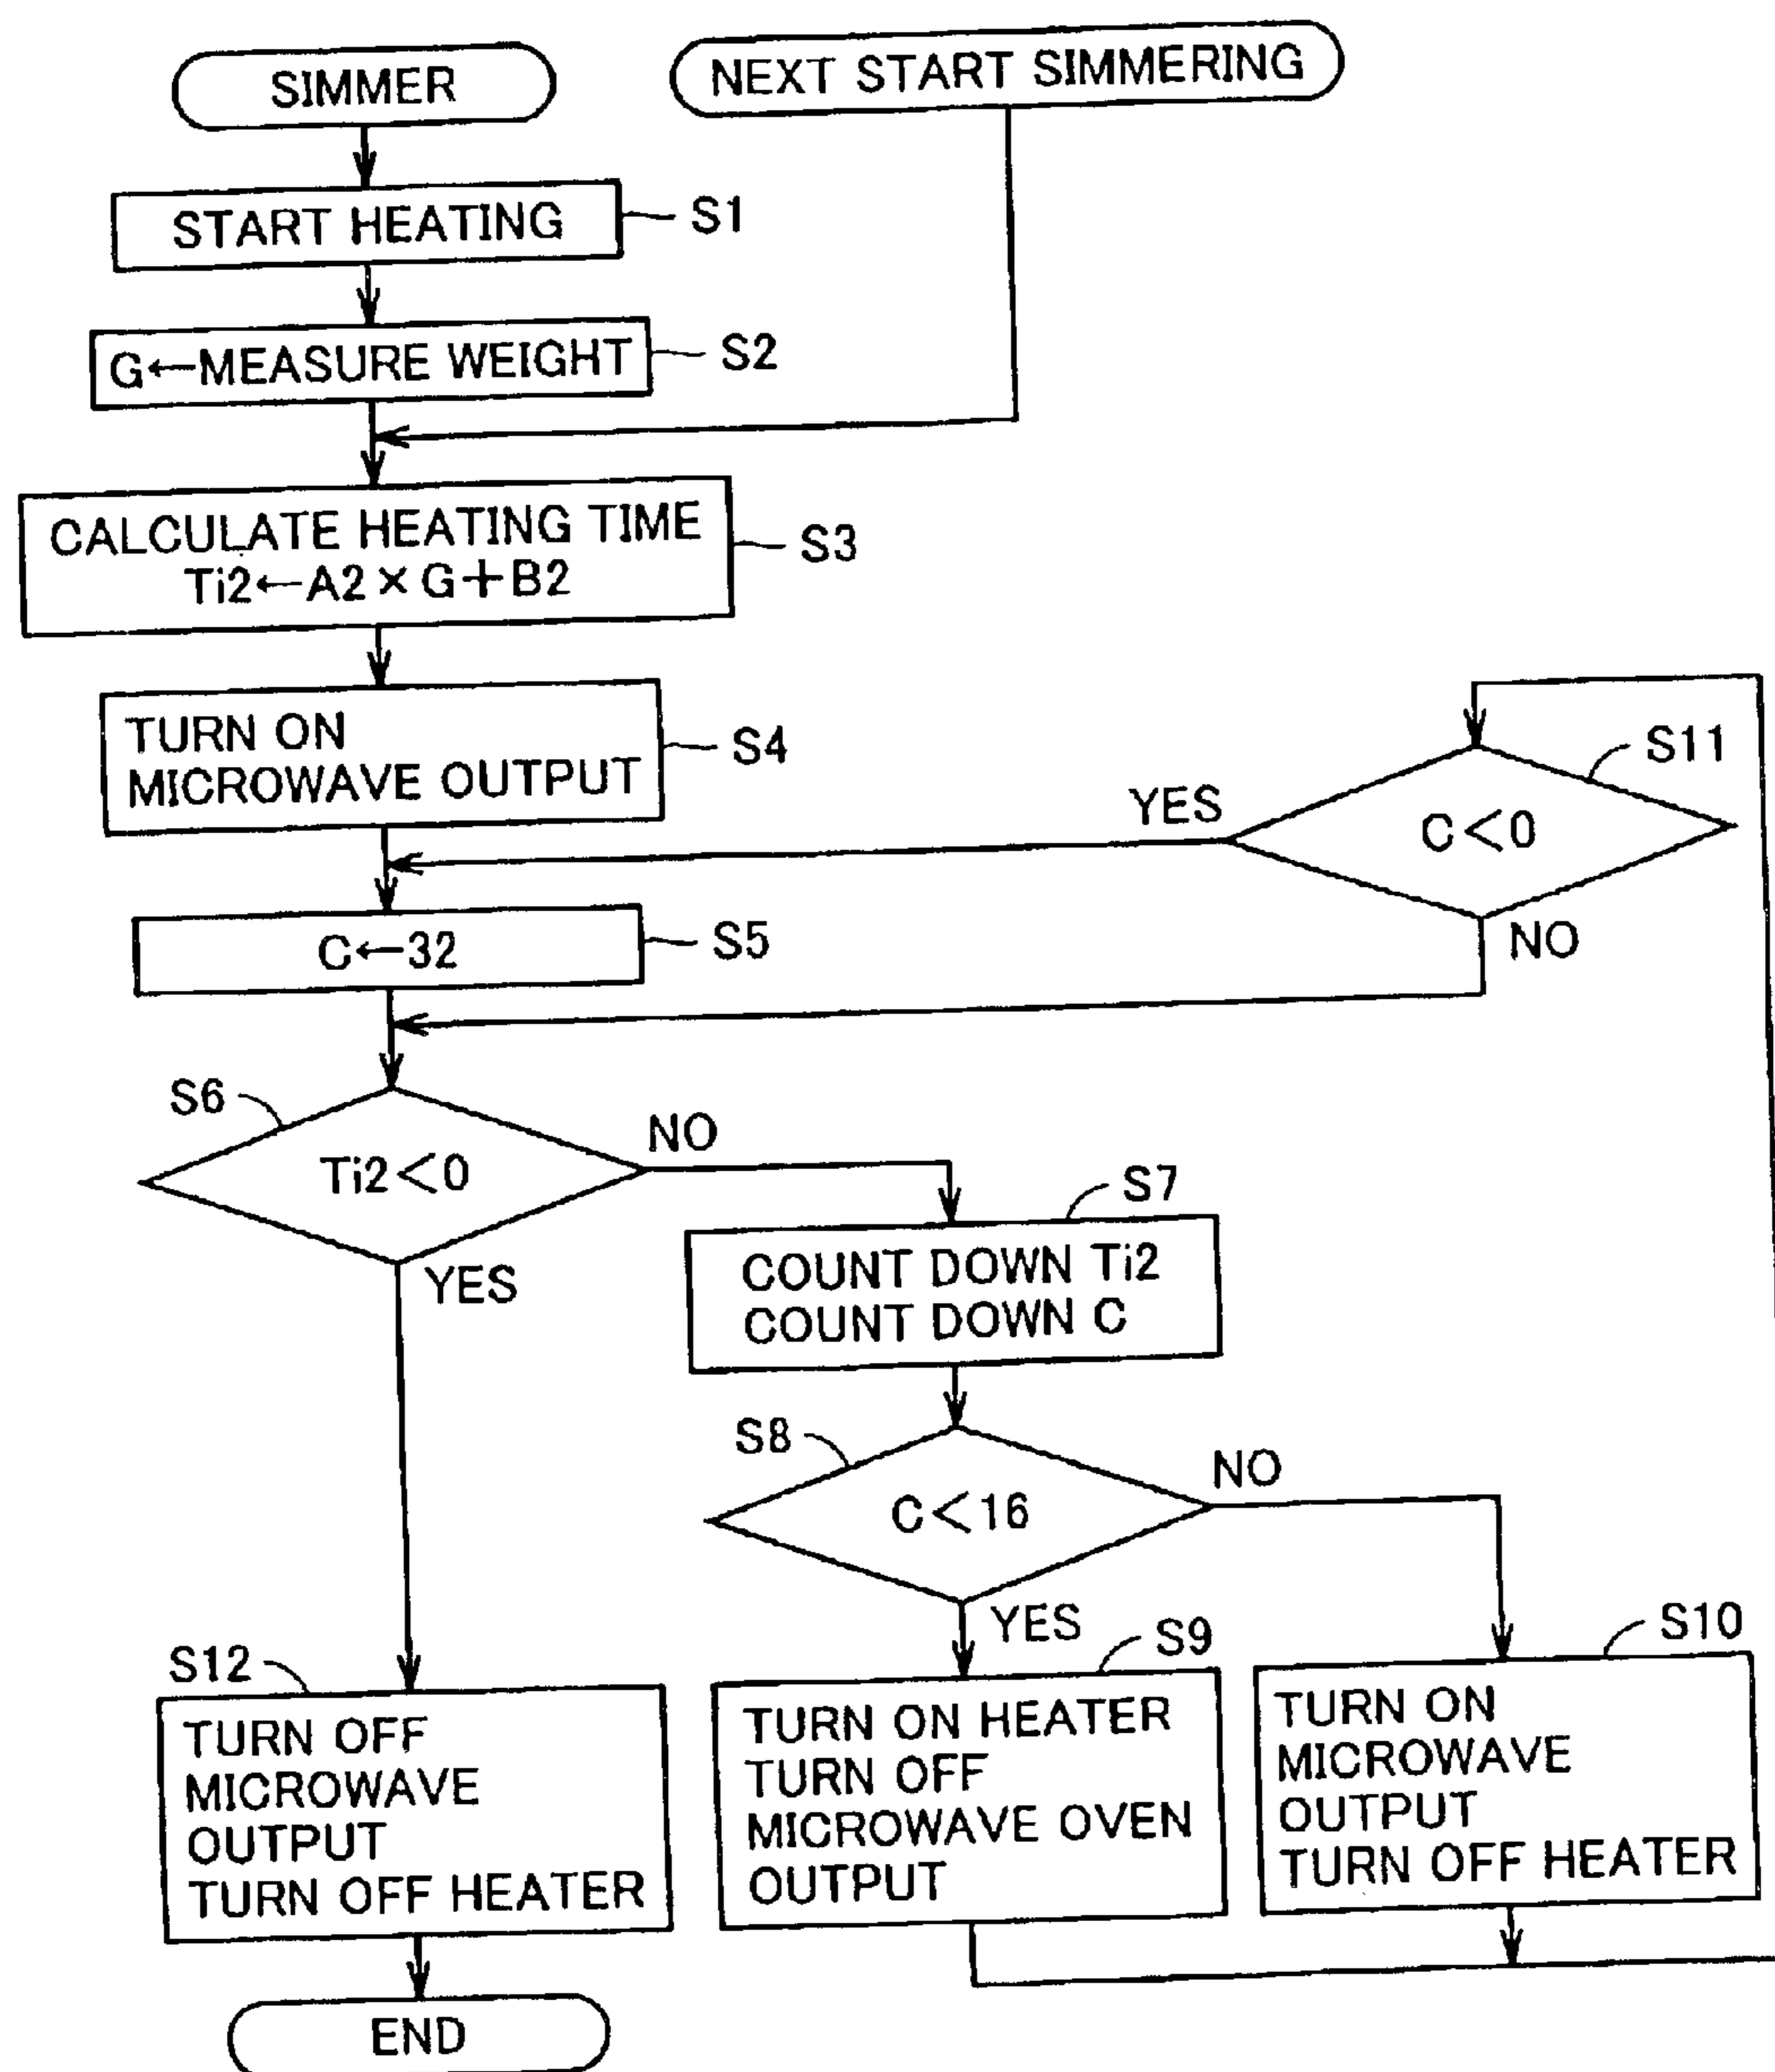 SIMMER
NEXT START SIMMERING
START HEATING
S1
G←MEASURE WEIGHT
S2
CALCULATE HEATING TIME
Ti2←A2×G+B2
S3
TURN ON
MICROWAVE OUTPUT
S4
S11
YES
C<0
NO
C←32
S5
S6
Ti2<0
NO
YES
S7
COUNT DOWN Ti2
COUNT DOWN C
S8
C<16
NO
YES
S9
TURN ON HEATER
TURN OFF
MICROWAVE OVEN
OUTPUT
S10
TURN ON
MICROWAVE
OUTPUT
TURN OFF HEATER
S12
TURN OFF
MICROWAVE
OUTPUT
TURN OFF HEATER
END